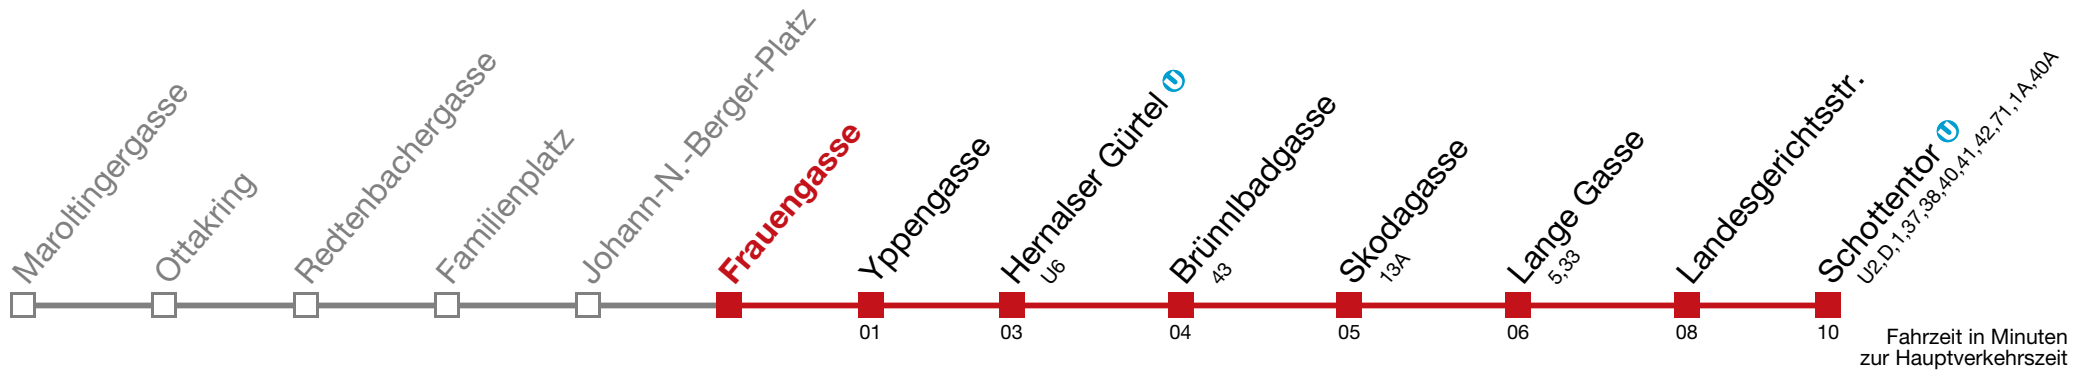 Maroltingergasse
Ottakring
Redtenbachergasse
Familienplatz
Johann-N.-Berger-Platz
Frauengasse
Yppengasse
Hernalser Gürtel U
U6
Brünnlbadgasse
43
Skodagasse
13A
Lange Gasse
5,33
Landesgerichtsstr.
Schottentor U
U2,D,1,37,38,40,41,42,71,1A,40A
01
03
04
05
06
08
10
Fahrzeit in Minuten
zur Hauptverkehrszeit